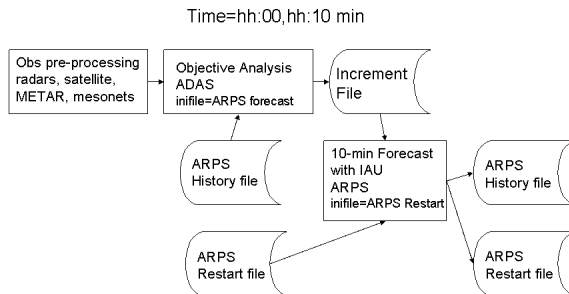 Time=hh:00,hh:10 min
Obs pre-processing
radars, satellite,
METAR, mesonets
Objective Analysis
ADAS
inifile=ARPS forecast
Increment
File
ARPS
History file
10-min Forecast
with IAU
ARPS
inifile=ARPS Restart
ARPS
History file
ARPS
Restart file
ARPS
Restart file